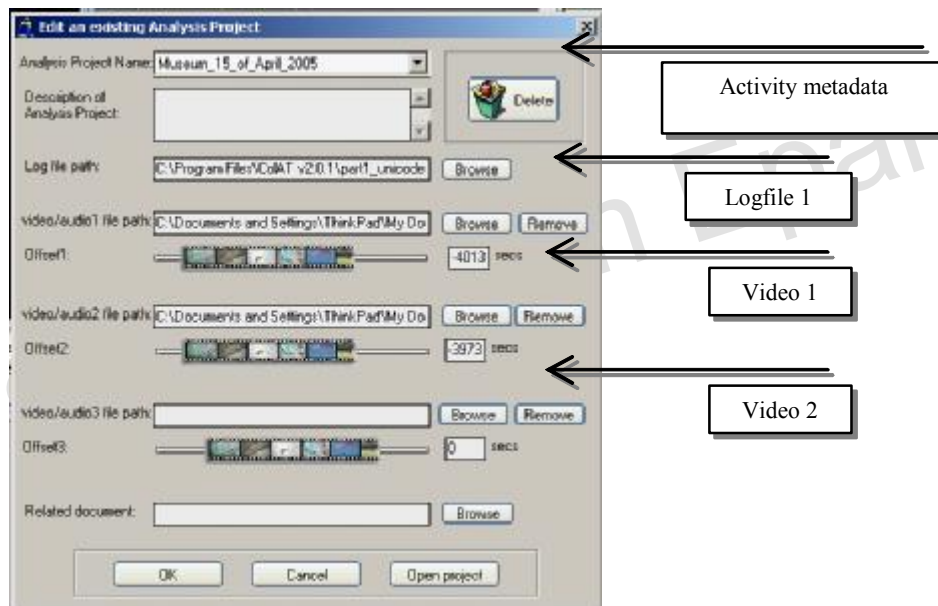 Edit an existing Analysis Project
Analysis Project Name: Museum_15_of_April_2005
Activity metadata
Description of
Analysis Project:
Delete
Log file path: C:\Program Files\ColAT v2.0.1\part1_unicode Browse
Logfile 1
video/audio1 file path: C:\Documents and Settings\ThinkPad\My Do Browse Remove
Offset1: -4013 secs
Video 1
video/audio2 file path: C:\Documents and Settings\ThinkPad\My Do Browse Remove
Offset2: -3973 secs
Video 2
video/audio3 file path: Browse Remove
Offset3: 0 secs
Related document: Browse
OK Cancel Open project